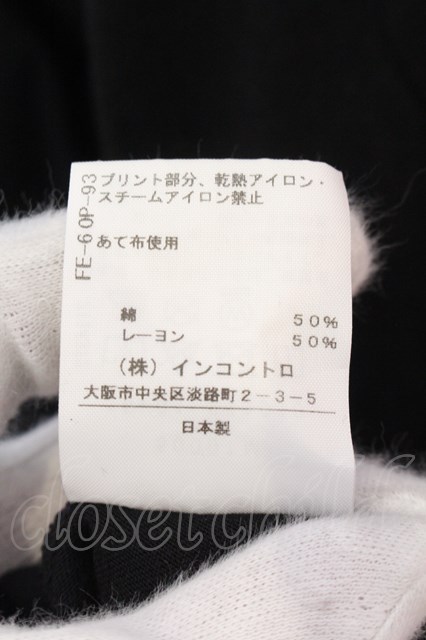 FE-60P-93
プリント部分、乾熱アイロン・
スチームアイロン禁止
あて布使用
綿 50%
レーヨン 50%
(株) インコントロ
大阪市中央区淡路町2-3-5
日本製
closet child